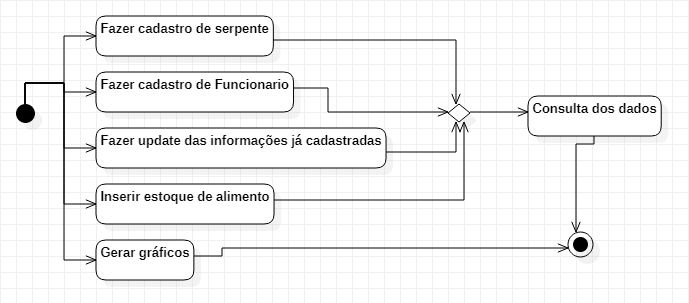 Fazer cadastro de serpente
Fazer cadastro de Funcionario
Consulta dos dados
Fazer update das informações já cadastradas
Inserir estoque de alimento
Gerar gráficos